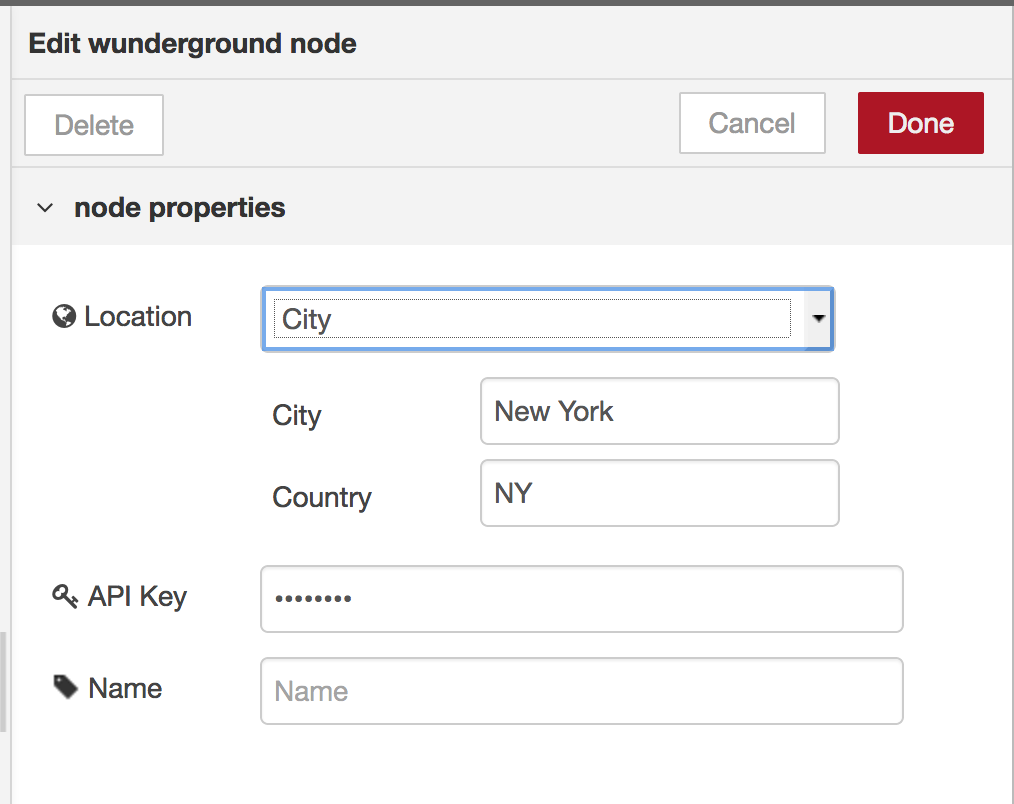 Edit wunderground node
Delete
Cancel
Done
node properties
Location
City
City
New York
Country
NY
API Key
••••••••
Name
Name